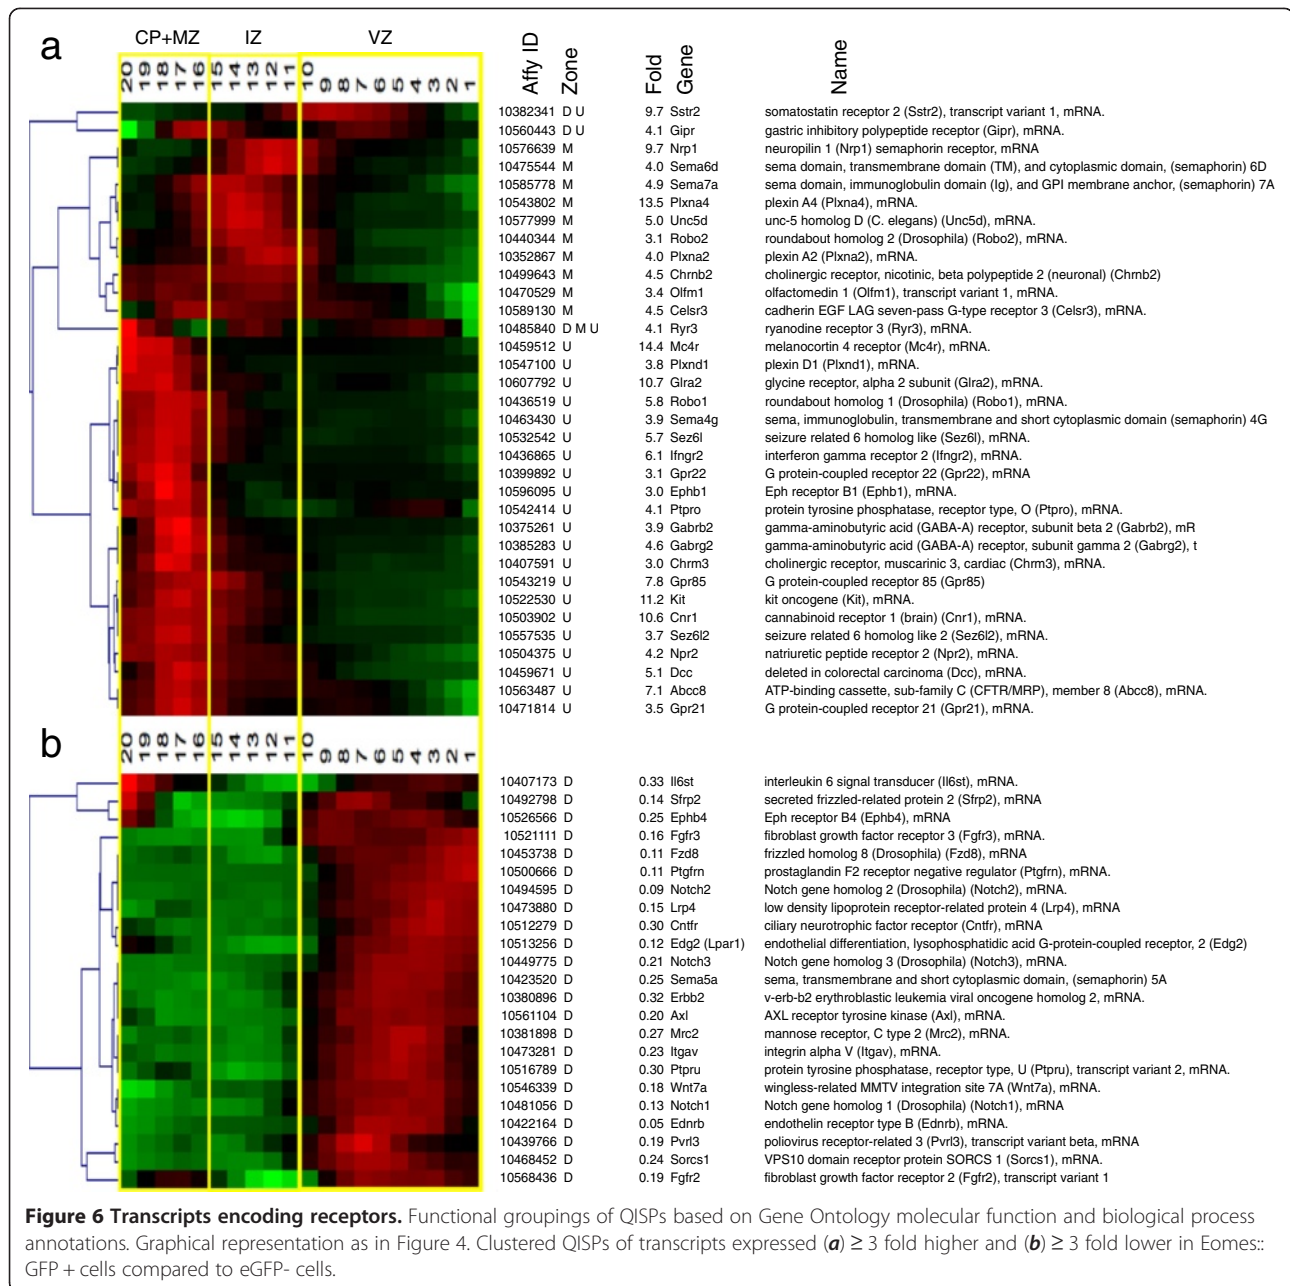 a
CP+MZ IZ VZ
Affy ID Zone Fold Gene Name
20 19 18 17 16 15 14 13 12 11 10 9 8 7 6 5 4 3 2 1
10382341 D U 9.7 Sstr2 somatostatin receptor 2 (Sstr2), transcript variant 1, mRNA.
10560443 D U 4.1 Gipr gastric inhibitory polypeptide receptor (Gipr), mRNA.
10576639 M 9.7 Nrp1 neuropilin 1 (Nrp1) semaphorin receptor, mRNA
10475544 M 4.0 Sema6d sema domain, transmembrane domain (TM), and cytoplasmic domain, (semaphorin) 6D
10585778 M 4.9 Sema7a sema domain, immunoglobulin domain (Ig), and GPI membrane anchor, (semaphorin) 7A
10543802 M 13.5 Plxna4 plexin A4 (Plxna4), mRNA.
10577999 M 5.0 Unc5d unc-5 homolog D (C. elegans) (Unc5d), mRNA.
10440344 M 3.1 Robo2 roundabout homolog 2 (Drosophila) (Robo2), mRNA.
10352867 M 4.0 Plxna2 plexin A2 (Plxna2), mRNA.
10499643 M 4.5 Chrnb2 cholinergic receptor, nicotinic, beta polypeptide 2 (neuronal) (Chrnb2)
10470529 M 3.4 Olfm1 olfactomedin 1 (Olfm1), transcript variant 1, mRNA.
10589130 M 4.5 Celsr3 cadherin EGF LAG seven-pass G-type receptor 3 (Celsr3), mRNA.
10485840 D M U 4.1 Ryr3 ryanodine receptor 3 (Ryr3), mRNA.
10459512 U 14.4 Mc4r melanocortin 4 receptor (Mc4r), mRNA.
10547100 U 3.8 Plxnd1 plexin D1 (Plxnd1), mRNA.
10607792 U 10.7 Glra2 glycine receptor, alpha 2 subunit (Glra2), mRNA.
10436519 U 5.8 Robo1 roundabout homolog 1 (Drosophila) (Robo1), mRNA.
10463430 U 3.9 Sema4g sema, immunoglobulin, transmembrane and short cytoplasmic domain (semaphorin) 4G
10532542 U 5.7 Sez6l seizure related 6 homolog like (Sez6l), mRNA.
10436865 U 6.1 Ifngr2 interferon gamma receptor 2 (Ifngr2), mRNA.
10399892 U 3.1 Gpr22 G protein-coupled receptor 22 (Gpr22), mRNA
10596095 U 3.0 Ephb1 Eph receptor B1 (Ephb1), mRNA.
10542414 U 4.1 Ptpro protein tyrosine phosphatase, receptor type, O (Ptpro), mRNA.
10375261 U 3.9 Gabrb2 gamma-aminobutyric acid (GABA-A) receptor, subunit beta 2 (Gabrb2), mR
10385283 U 4.6 Gabrg2 gamma-aminobutyric acid (GABA-A) receptor, subunit gamma 2 (Gabrg2), t
10407591 U 3.0 Chrm3 cholinergic receptor, muscarinic 3, cardiac (Chrm3), mRNA.
10543219 U 7.8 Gpr85 G protein-coupled receptor 85 (Gpr85)
10522530 U 11.2 Kit kit oncogene (Kit), mRNA.
10503902 U 10.6 Cnr1 cannabinoid receptor 1 (brain) (Cnr1), mRNA.
10557535 U 3.7 Sez6l2 seizure related 6 homolog like 2 (Sez6l2), mRNA.
10504375 U 4.2 Npr2 natriuretic peptide receptor 2 (Npr2), mRNA.
10459671 U 5.1 Dcc deleted in colorectal carcinoma (Dcc), mRNA.
10563487 U 7.1 Abcc8 ATP-binding cassette, sub-family C (CFTR/MRP), member 8 (Abcc8), mRNA.
10471814 U 3.5 Gpr21 G protein-coupled receptor 21 (Gpr21), mRNA.
b
20 19 18 17 16 15 14 13 12 11 10 9 8 7 6 5 4 3 2 1
10407173 D 0.33 Il6st interleukin 6 signal transducer (Il6st), mRNA.
10492798 D 0.14 Sfrp2 secreted frizzled-related protein 2 (Sfrp2), mRNA
10526566 D 0.25 Ephb4 Eph receptor B4 (Ephb4), mRNA
10521111 D 0.16 Fgfr3 fibroblast growth factor receptor 3 (Fgfr3), mRNA.
10453738 D 0.11 Fzd8 frizzled homolog 8 (Drosophila) (Fzd8), mRNA
10500666 D 0.11 Ptgfrn prostaglandin F2 receptor negative regulator (Ptgfrn), mRNA.
10494595 D 0.09 Notch2 Notch gene homolog 2 (Drosophila) (Notch2), mRNA.
10473880 D 0.15 Lrp4 low density lipoprotein receptor-related protein 4 (Lrp4), mRNA
10512279 D 0.30 Cntfr ciliary neurotrophic factor receptor (Cntfr), mRNA
10513256 D 0.12 Edg2 (Lpar1) endothelial differentiation, lysophosphatidic acid G-protein-coupled receptor, 2 (Edg2)
10449775 D 0.21 Notch3 Notch gene homolog 3 (Drosophila) (Notch3), mRNA.
10423520 D 0.25 Sema5a sema, transmembrane and short cytoplasmic domain, (semaphorin) 5A
10380896 D 0.32 Erbb2 v-erb-b2 erythroblastic leukemia viral oncogene homolog 2, mRNA.
10561104 D 0.20 Axl AXL receptor tyrosine kinase (Axl), mRNA.
10381898 D 0.27 Mrc2 mannose receptor, C type 2 (Mrc2), mRNA.
10473281 D 0.23 Itgav integrin alpha V (Itgav), mRNA.
10516789 D 0.30 Ptpru protein tyrosine phosphatase, receptor type, U (Ptpru), transcript variant 2, mRNA.
10546339 D 0.18 Wnt7a wingless-related MMTV integration site 7A (Wnt7a), mRNA.
10481056 D 0.13 Notch1 Notch gene homolog 1 (Drosophila) (Notch1), mRNA
10422164 D 0.05 Ednrb endothelin receptor type B (Ednrb), mRNA.
10439766 D 0.19 Pvrl3 poliovirus receptor-related 3 (Pvrl3), transcript variant beta, mRNA
10468452 D 0.24 Sorcs1 VPS10 domain receptor protein SORCS 1 (Sorcs1), mRNA.
10568436 D 0.19 Fgfr2 fibroblast growth factor receptor 2 (Fgfr2), transcript variant 1
Figure 6 Transcripts encoding receptors. Functional groupings of QISPs based on Gene Ontology molecular function and biological process
annotations. Graphical representation as in Figure 4. Clustered QISPs of transcripts expressed (a) ≥ 3 fold higher and (b) ≥ 3 fold lower in Eomes::
GFP + cells compared to eGFP- cells.